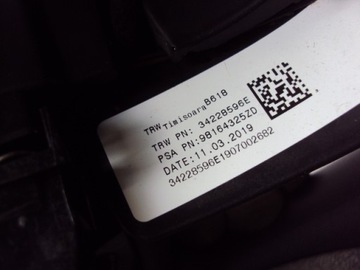 TRW Timisoara B618
TRW PN: 34228596E
PSA PN:98164325ZD
DATE:11.03.2019
34228596E1907002682